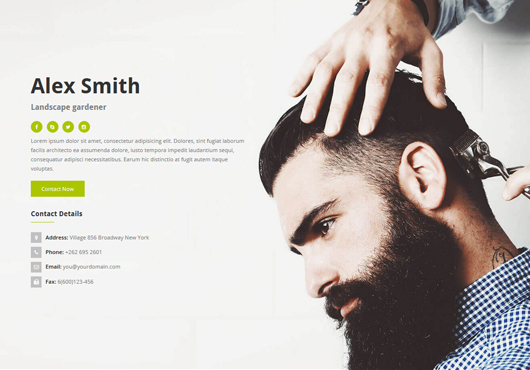 Alex Smith
Landscape gardener
Lorem ipsum dolor sit amet, consectetur adipisicing elit. Dolores, sint fugiat laborum
facilis architecto distinctio amet dolore, iusto tempora impedit laudantium sequi,
consequatur adipisci necessitatibus. Earum hic distinctio at fugit autem itaque
voluptas.
Contact Now
Contact Details
Address: Village 856 Broadway New York
Phone: +262 695 2601
Email: you@yourdomain.com
Fax: 6(600)123-456